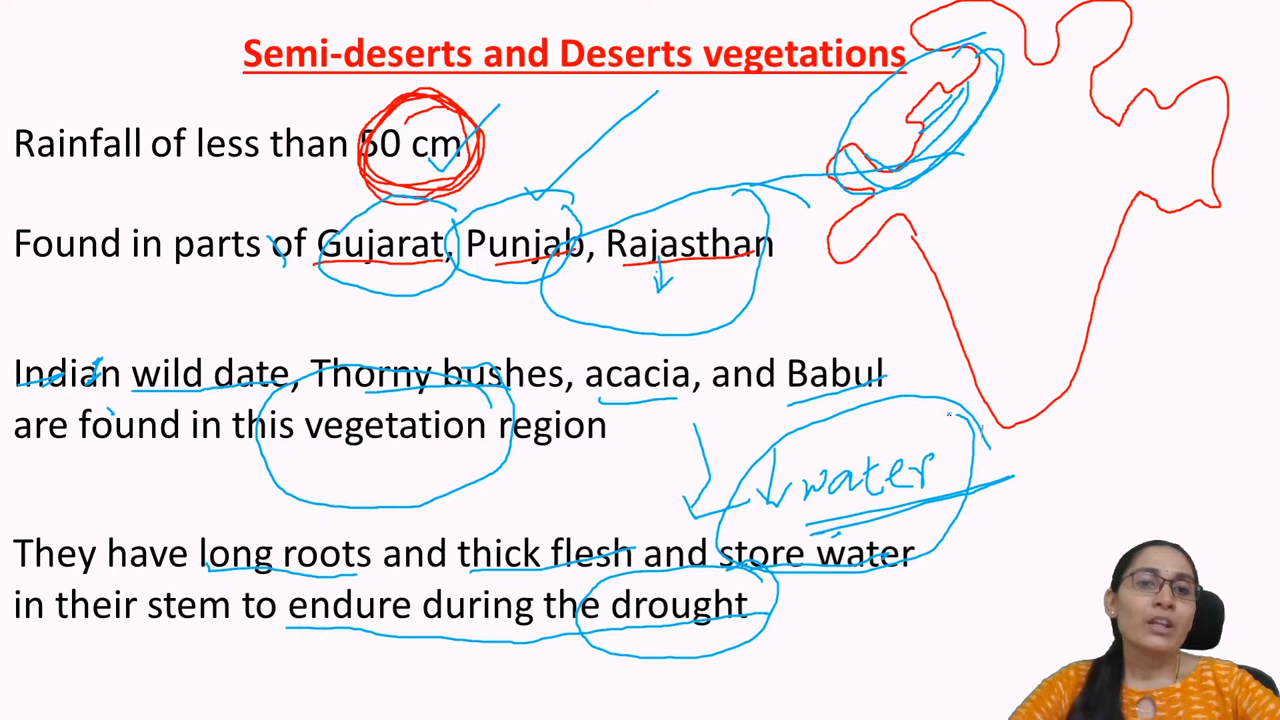 Semi-deserts and Deserts vegetations
Rainfall of less than 50 cm
Found in parts of Gujarat, Punjab, Rajasthan
Indian wild date, Thorny bushes, acacia, and Babul
are found in this vegetation region
water
They have long roots and thick flesh and store water
in their stem to endure during the drought